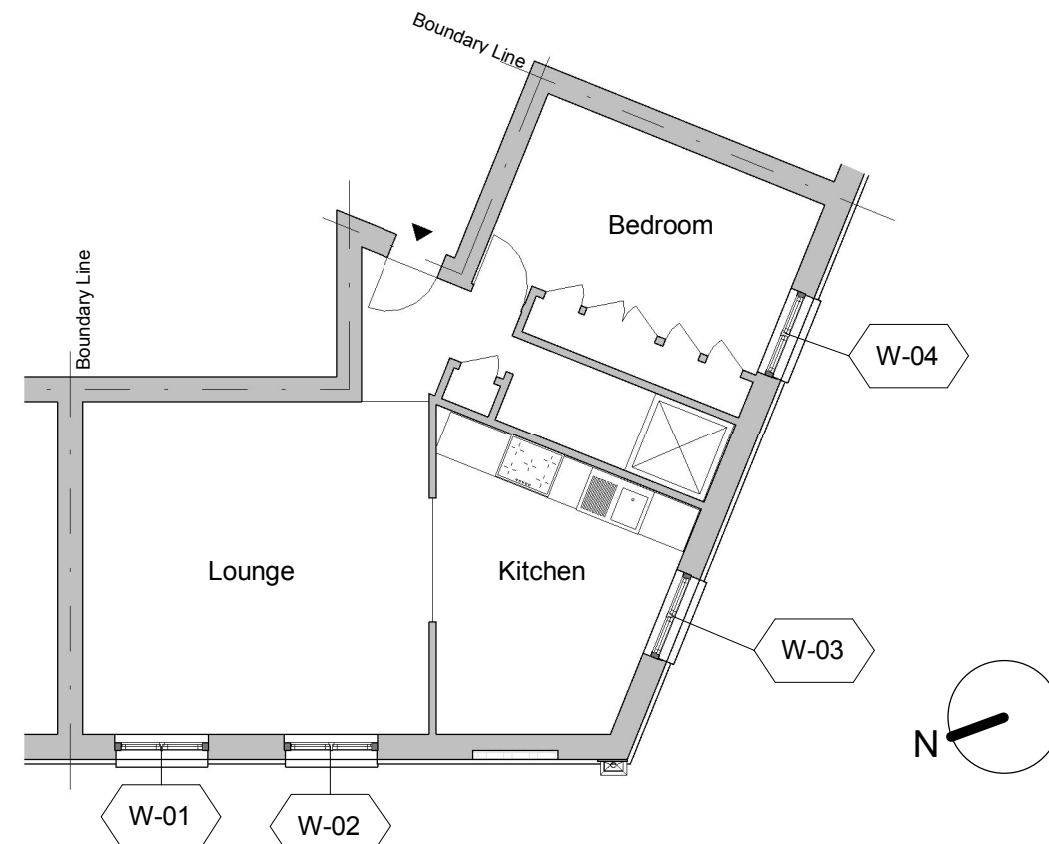 Boundary Line
Bedroom
Boundary Line
W-04
Lounge
Kitchen
W-03
N
W-01
W-02